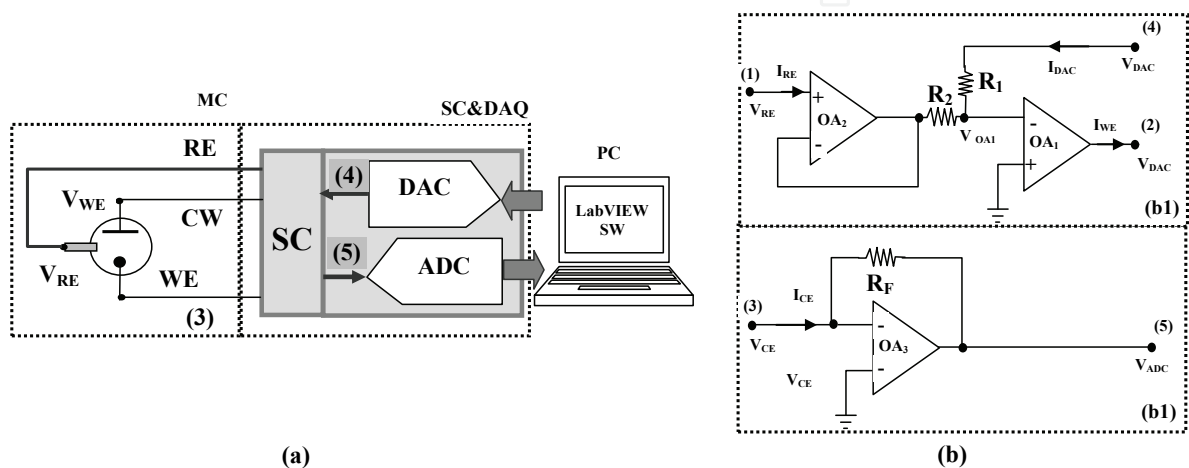 MC
SC&DAQ
PC
RE
V_WE
CW
V_RE
WE
(3)
SC
(4)
DAC
(5)
ADC
LabVIEW
SW
(a)
(1)
I_RE
V_RE
+
OA_2
-
R_2
R_1
V_OA1
I_DAC
(4)
V_DAC
-
OA_1
+
I_WE
(2)
V_DAC
(b1)
R_F
(3)
I_CE
V_CE
-
OA_3
-
V_CE
(5)
V_ADC
(b1)
(b)